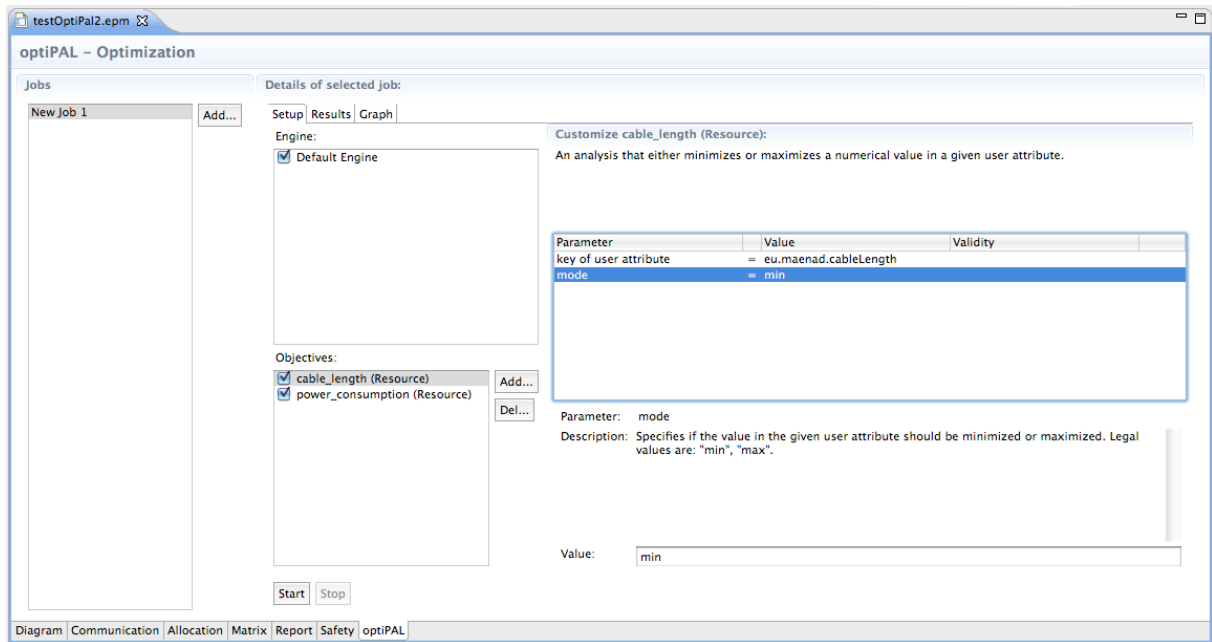 testOptiPal2.epm
optiPAL – Optimization
Jobs
Details of selected job:
New Job 1
Add...
Setup Results Graph
Engine:
Default Engine
Customize cable_length (Resource):
An analysis that either minimizes or maximizes a numerical value in a given user attribute.
Parameter Value Validity
key of user attribute = eu.maenad.cableLength
mode = min
Objectives:
cable_length (Resource)
power_consumption (Resource)
Add...
Del...
Parameter: mode
Description: Specifies if the value in the given user attribute should be minimized or maximized. Legal
values are: "min", "max".
Value: min
Start Stop
Diagram Communication Allocation Matrix Report Safety optiPAL